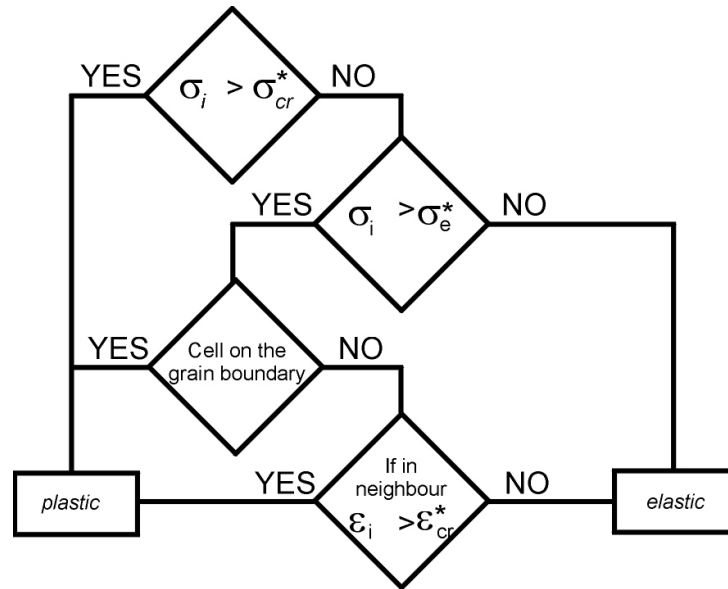 YES
NO
σᵢ > σ*cr
YES
NO
σᵢ > σ*e
YES
NO
Cell on the
grain boundary
YES
NO
If in
neighbour
εᵢ > ε*cr
plastic
elastic